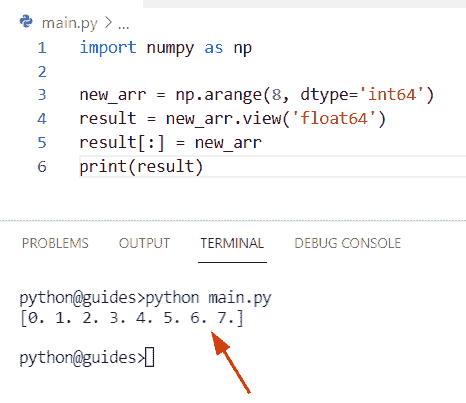 main.py > ...
1 import numpy as np
2
3 new_arr = np.arange(8, dtype='int64')
4 result = new_arr.view('float64')
5 result[:] = new_arr
6 print(result)
PROBLEMS OUTPUT TERMINAL DEBUG CONSOLE
python@guides>python main.py
[0. 1. 2. 3. 4. 5. 6. 7.]
python@guides>